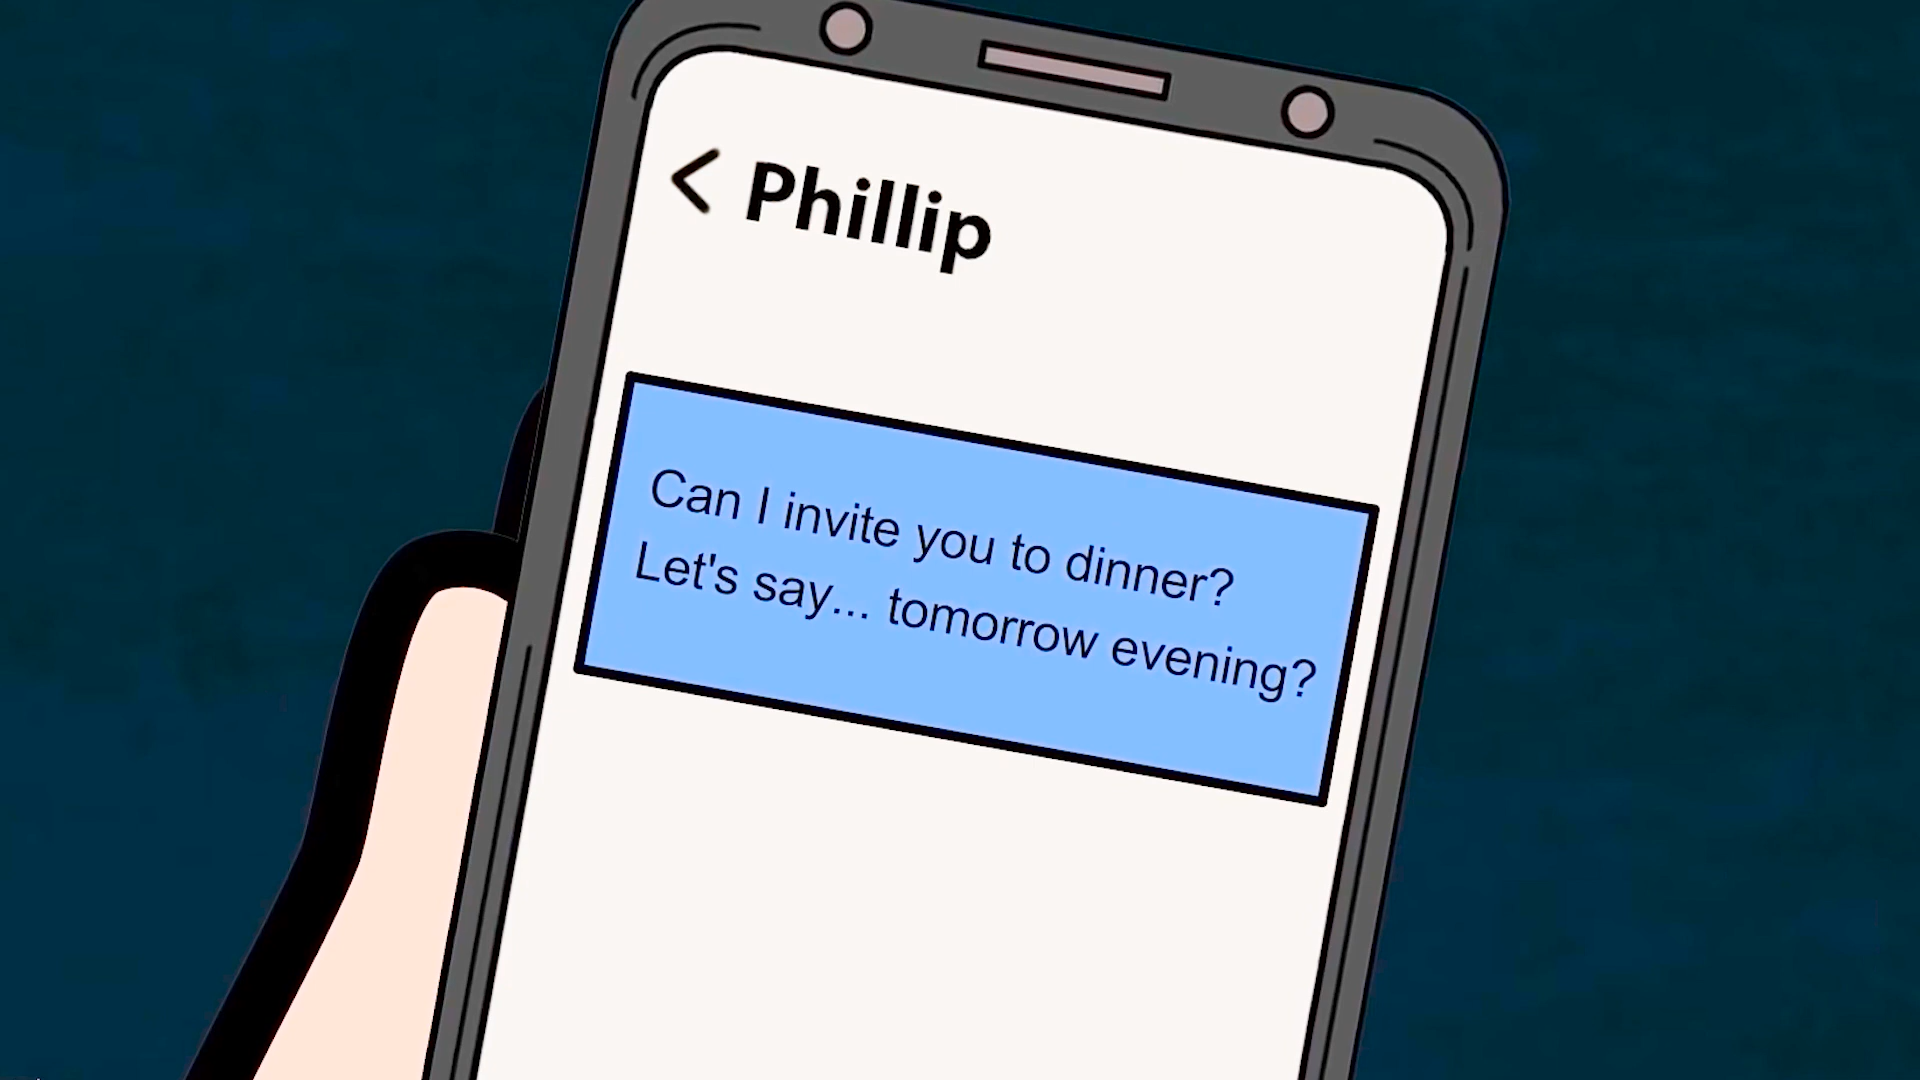 Phillip
Can I invite you to dinner?
Let's say... tomorrow evening?